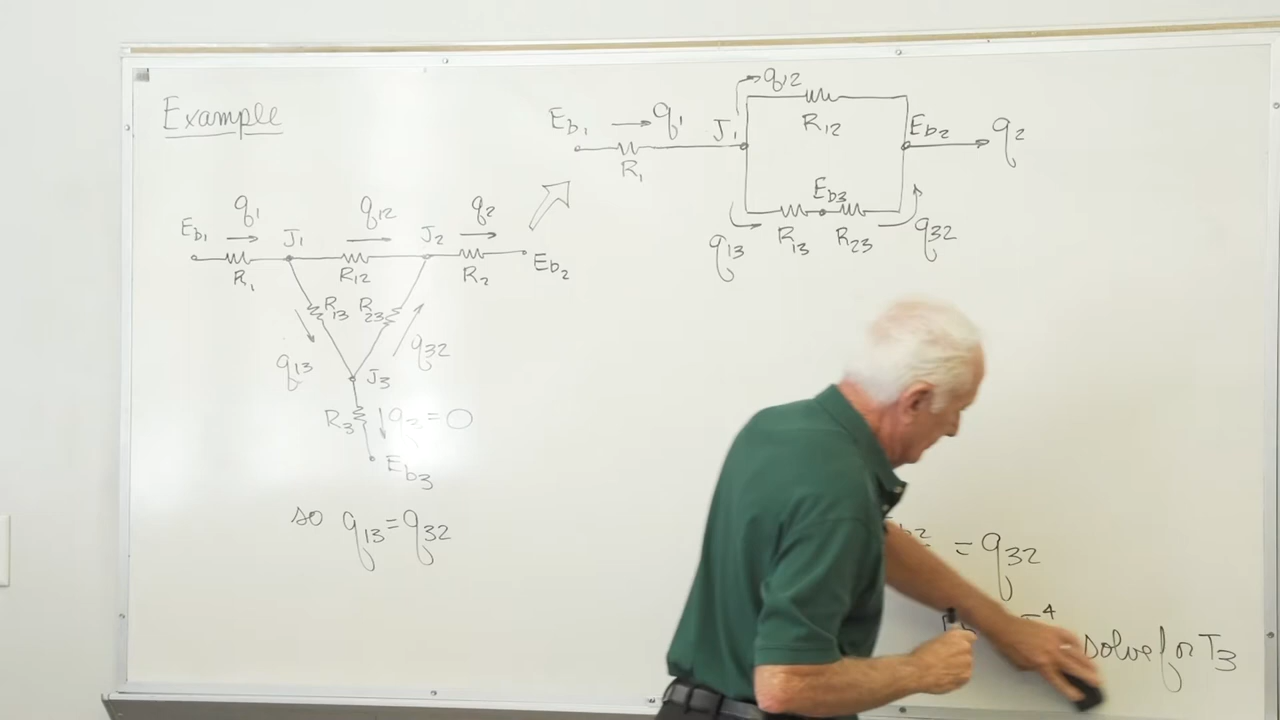 Example
Eb1
q1
J1
q12
J2
q2
Eb2
R1
R12
R2
R13
R23
q13
q32
J3
R3
q2 = 0
Eb3
so q13 = q32
Eb1
q1
R1
J1
q12
R12
Eb2
q2
Eb3
q13
R13
R23
q32
= q32
solve for T3